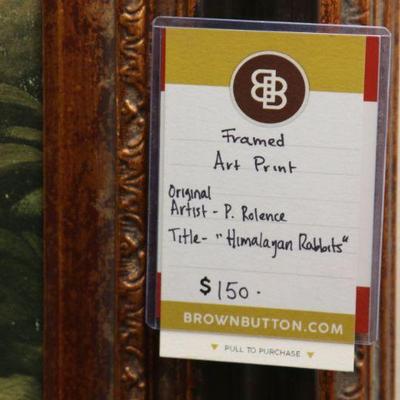 BB
Framed
Art Print
Original
Artist - P. Rolence
Title - "Himalayan Rabbits"
$150.
BROWNBUTTON.COM
PULL TO PURCHASE